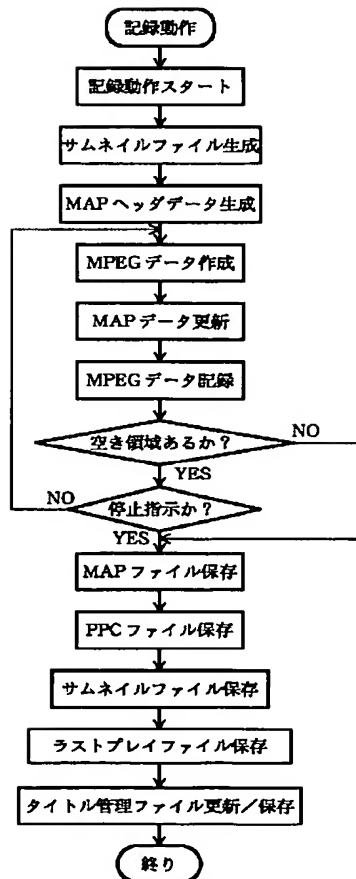 記録動作
記録動作スタート
サムネイルファイル生成
MAPヘッダデータ生成
MPEGデータ作成
MAPデータ更新
MPEGデータ記録
空き領域あるか？
NO
YES
NO
停止指示か？
YES
MAPファイル保存
PPCファイル保存
サムネイルファイル保存
ラストプレイファイル保存
タイトル管理ファイル更新／保存
終り